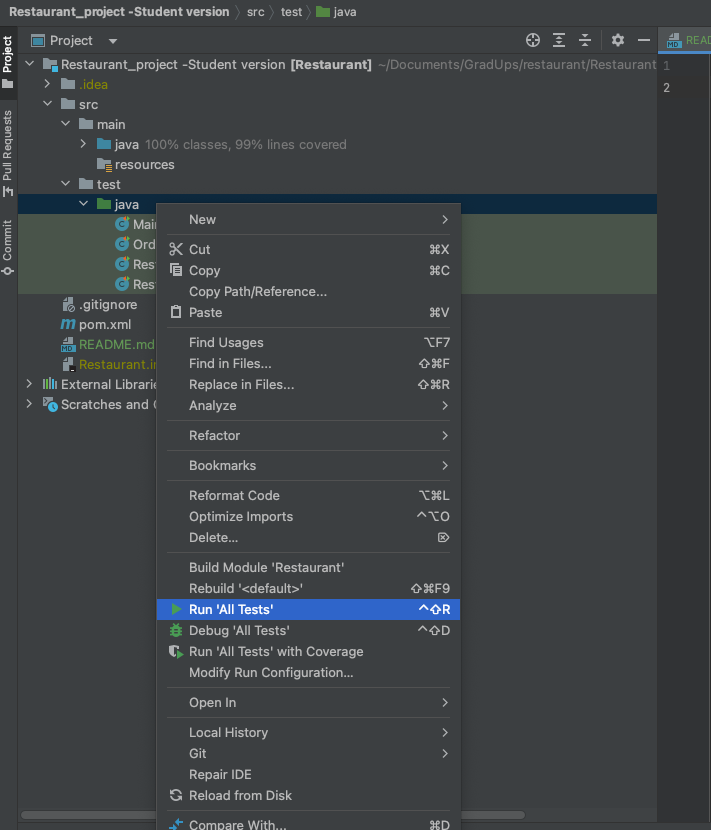 Restaurant_project -Student version src test java
Project
Project
README
Restaurant_project -Student version [Restaurant] ~/Documents/GradUps/restaurant/Restaurant
1
.idea
2
src
Pull Requests
main
java 100% classes, 99% lines covered
resources
test
java
Commit
Main
Ord
Rest
Rest
.gitignore
pom.xml
README.md
Restaurant.im
External Librarie
Scratches and C
New
Cut ⌘X
Copy ⌘C
Copy Path/Reference...
Paste ⌘V
Find Usages ⌥F7
Find in Files... ⇧⌘F
Replace in Files... ⇧⌘R
Analyze
Refactor
Bookmarks
Reformat Code ⌥⌘L
Optimize Imports ^⌥O
Delete... ⌦
Build Module 'Restaurant'
Rebuild '<default>' ⇧⌘F9
Run 'All Tests' ^⇧R
Debug 'All Tests' ^⇧D
Run 'All Tests' with Coverage
Modify Run Configuration...
Open In
Local History
Git
Repair IDE
Reload from Disk
Compare With... ⌘D